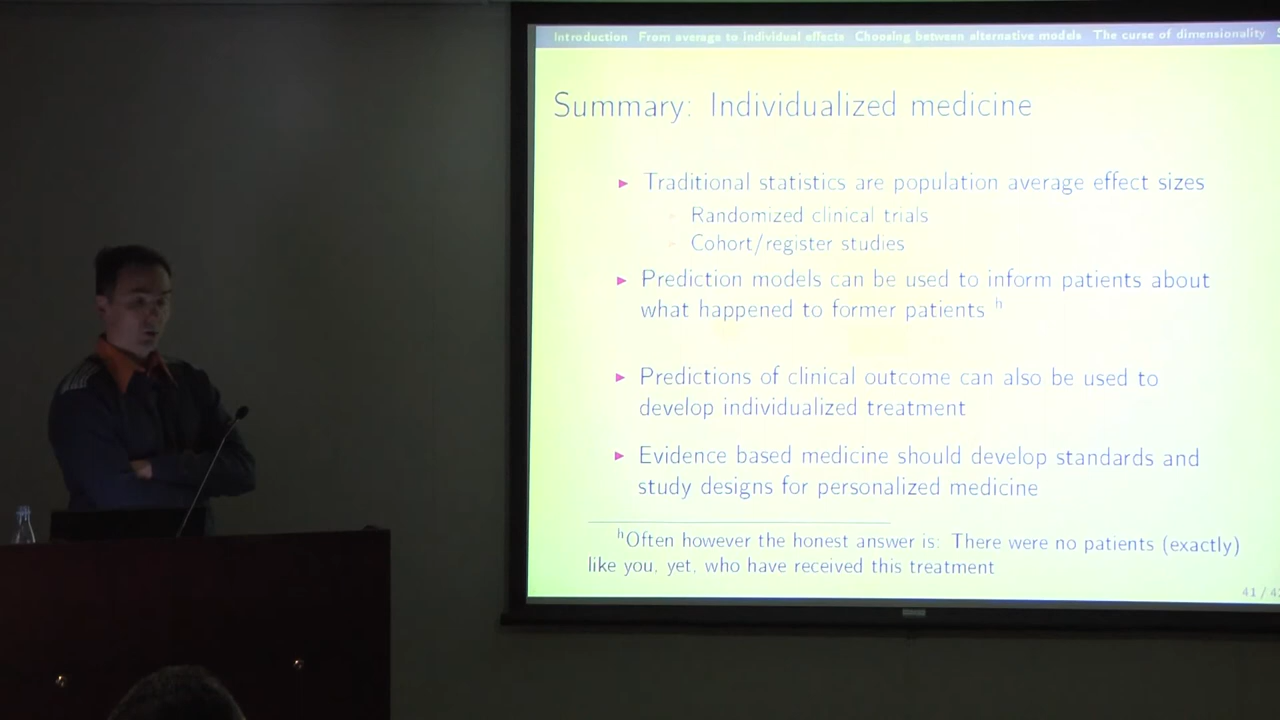 Introduction From average to individual effects Choosing between alternative models The curse of dimensionality
Summary: Individualized medicine
Traditional statistics are population average effect sizes
Randomized clinical trials
Cohort/register studies
Prediction models can be used to inform patients about
what happened to former patients h
Predictions of clinical outcome can also be used to
develop individualized treatment
Evidence based medicine should develop standards and
study designs for personalized medicine
hOften however the honest answer is: There were no patients (exactly)
like you, yet, who have received this treatment
41 /